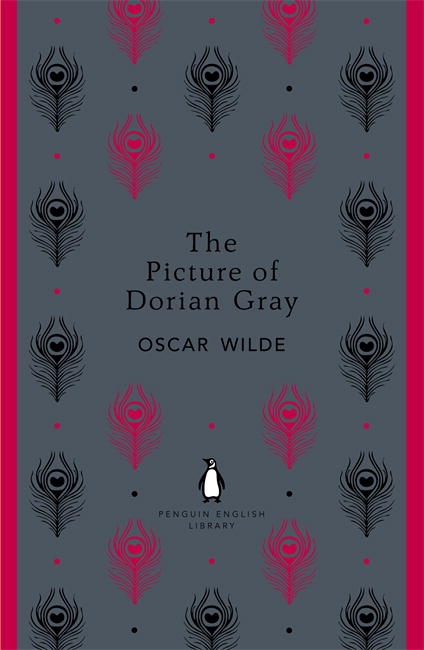 The
Picture of
Dorian Gray
OSCAR WILDE
PENGUIN ENGLISH
LIBRARY